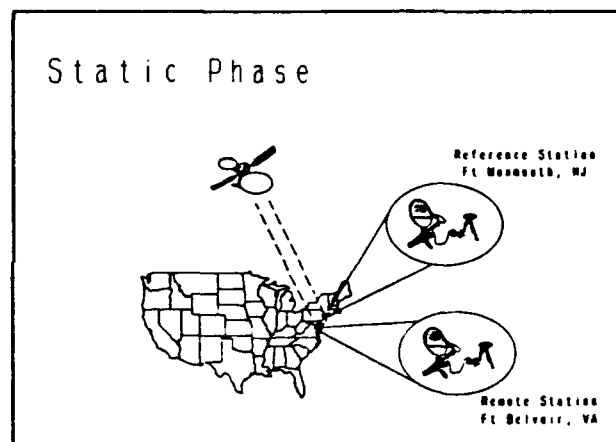 Static Phase
Reference Station
Ft Monmouth, NJ
Remote Station
Ft Belvoir, VA